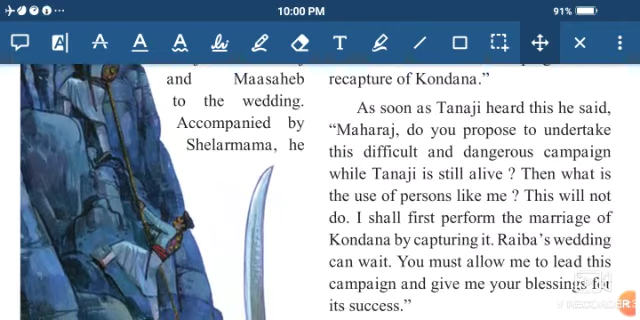 10:00 PM
91%
and Maasaheb
to the wedding.
Accompanied by
Shelarmama, he
recapture of Kondana.”
As soon as Tanaji heard this he said,
“Maharaj, do you propose to undertake
this difficult and dangerous campaign
while Tanaji is still alive ? Then what is
the use of persons like me ? This will not
do. I shall first perform the marriage of
Kondana by capturing it. Raiba’s wedding
can wait. You must allow me to lead this
campaign and give me your blessings for
its success.”
RECORDER